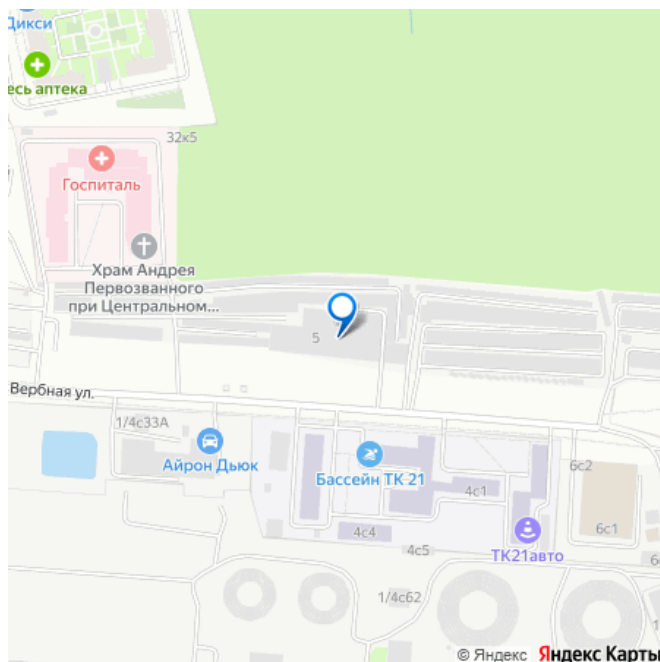 Дикси
есь аптека
32к5
Госпиталь
Храм Андрея
Первозванного
при Центральном...
5
Вербная ул.
1/4с33А
Айрон Дьюк
Бассейн ТК 21
6с2
4с1
6с1
4с4
ТК21авто
4с5
1/4с62
© Яндекс Яндекс Карты